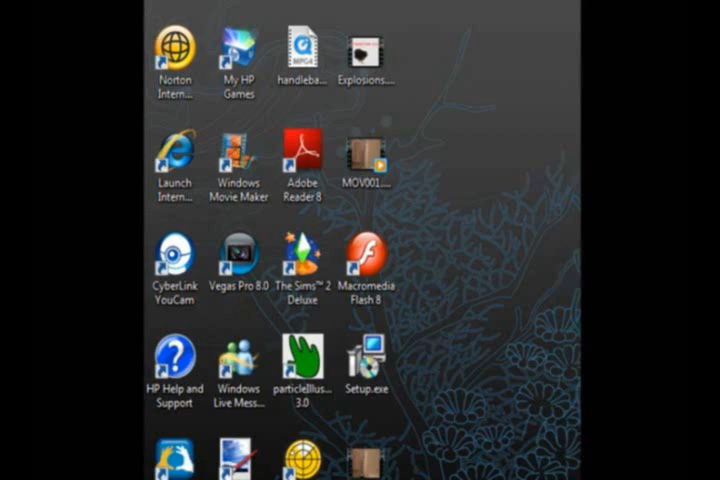 Norton
Intern...
My HP
Games
handleba...
Explosions....
MPG4
Launch
Intern...
Windows
Movie Maker
Adobe
Reader 8
MOV001....
CyberLink
YouCam
Vegas Pro 8.0
The Sims™ 2
Deluxe
Macromedia
Flash 8
HP Help and
Support
Windows
Live Mess...
particleIllus...
3.0
Setup.exe